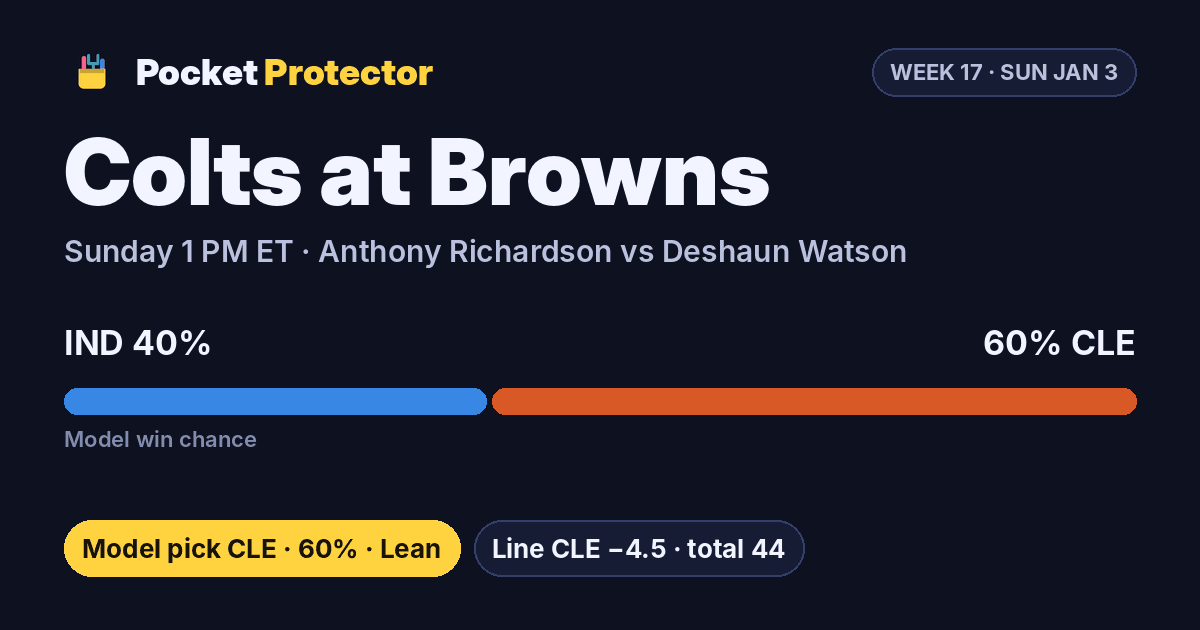 Pocket Protector
WEEK 17 · SUN JAN 3
Colts at Browns
Sunday 1 PM ET · Anthony Richardson vs Deshaun Watson
IND 40%
60% CLE
Model win chance
Model pick CLE · 60% · Lean
Line CLE −4.5 · total 44